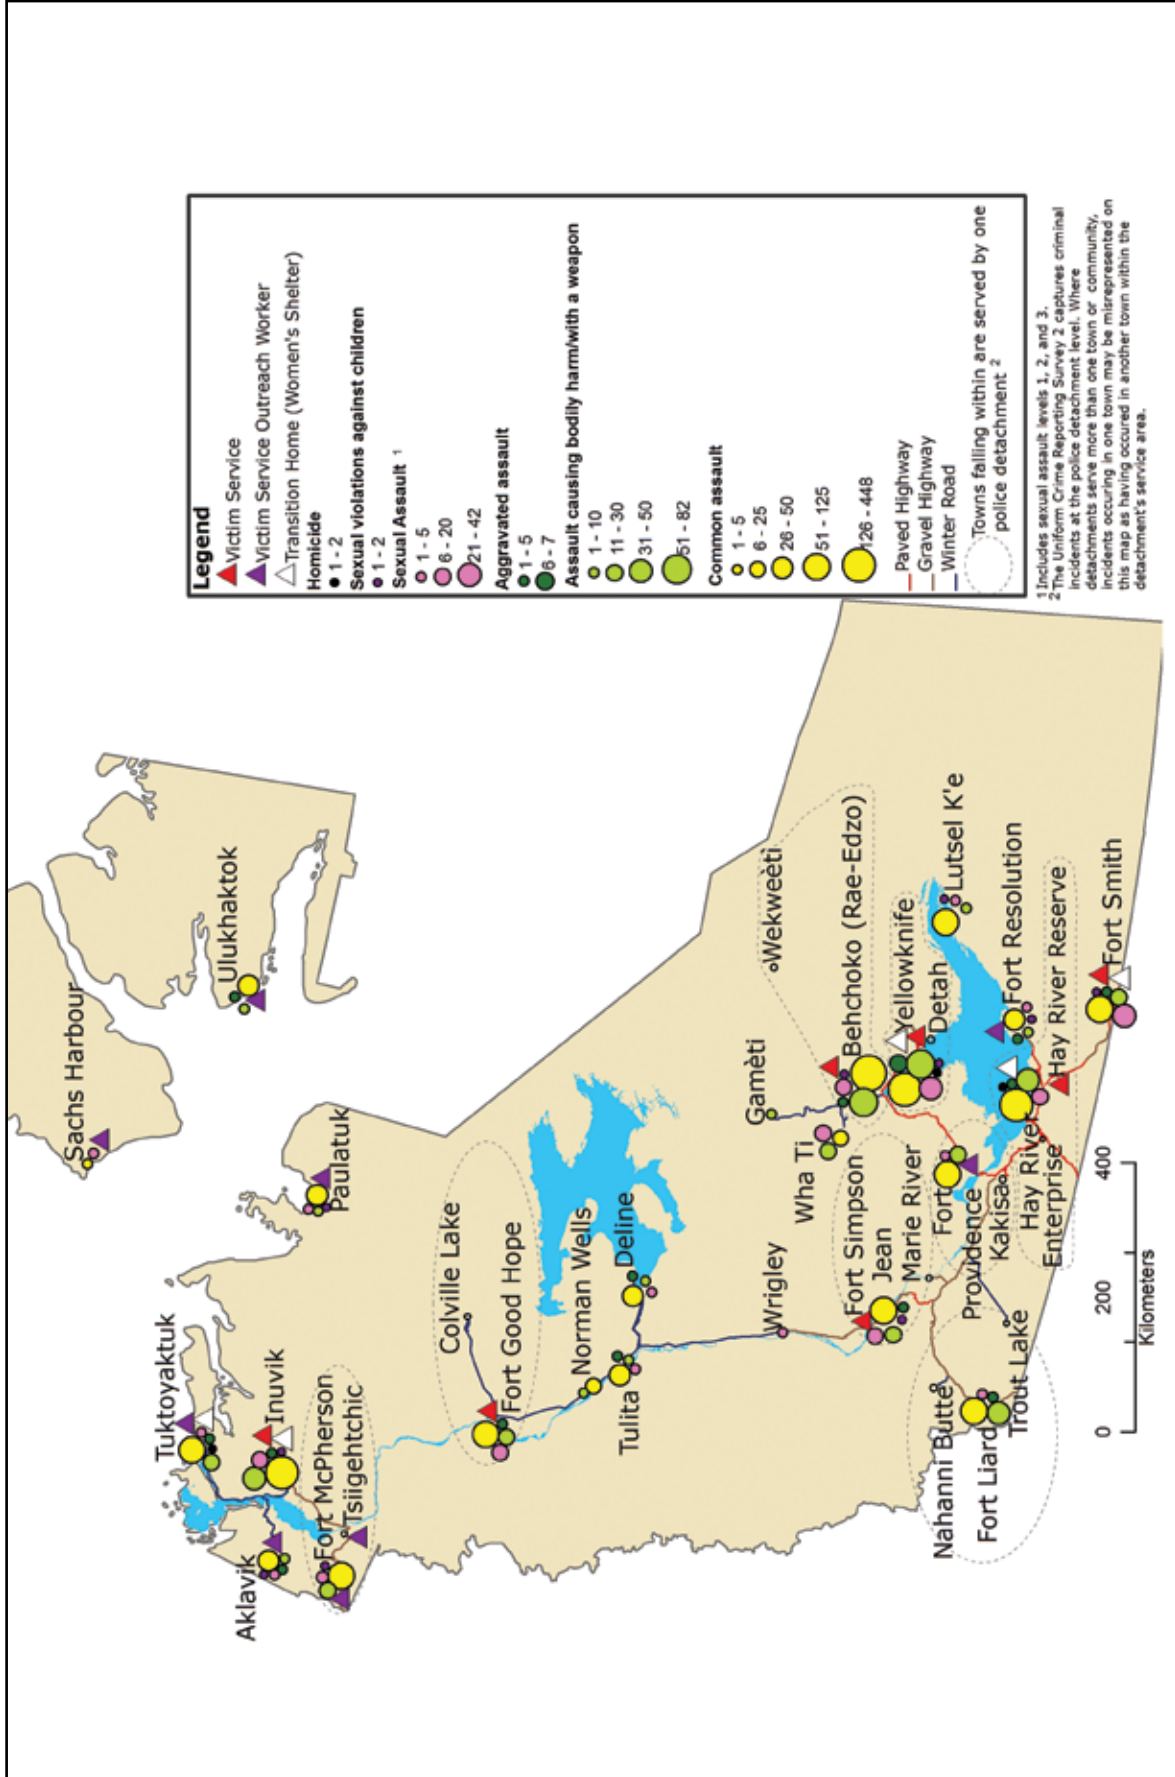 Sachs Harbour
Ulukhaktok
Paulatuk
Tuktoyaktuk
Inuvik
Aklavik
Fort McPherson
Tsiigehtchic
Colville Lake
Fort Good Hope
Norman Wells
Deline
Tulita
Wrigley
Gamèti
Wekweèti
Wha Ti
Behchoko (Rae-Edzo)
Yellowknife
Detah
Lutsel K'e
Fort Simpson
Jean
Marie River
Fort
Providence
Kakisa
Fort Resolution
Hay River
Enterprise
Hay River Reserve
Fort Smith
Nahanni Butte
Fort Liard
Trout Lake
0 200 400
Kilometers
Legend
Victim Service
Victim Service Outreach Worker
Transition Home (Women's Shelter)
Homicide
1 - 2
Sexual violations against children
1 - 2
Sexual Assault 1
1 - 5
6 - 20
21 - 42
Aggravated assault
1 - 5
6 - 7
Assault causing bodily harm/with a weapon
1 - 10
11 - 30
31 - 50
51 - 82
Common assault
1 - 5
6 - 25
26 - 50
51 - 125
126 - 448
Paved Highway
Gravel Highway
Winter Road
Towns falling within are served by one
police detachment 2
1 Includes sexual assault levels 1, 2, and 3.
2 The Uniform Crime Reporting Survey 2 captures criminal
incidents at the police detachment level. Where
detachments serve more than one town or community,
incidents occuring in one town may be misrepresented on
this map as having occured in another town within the
detachment's service area.